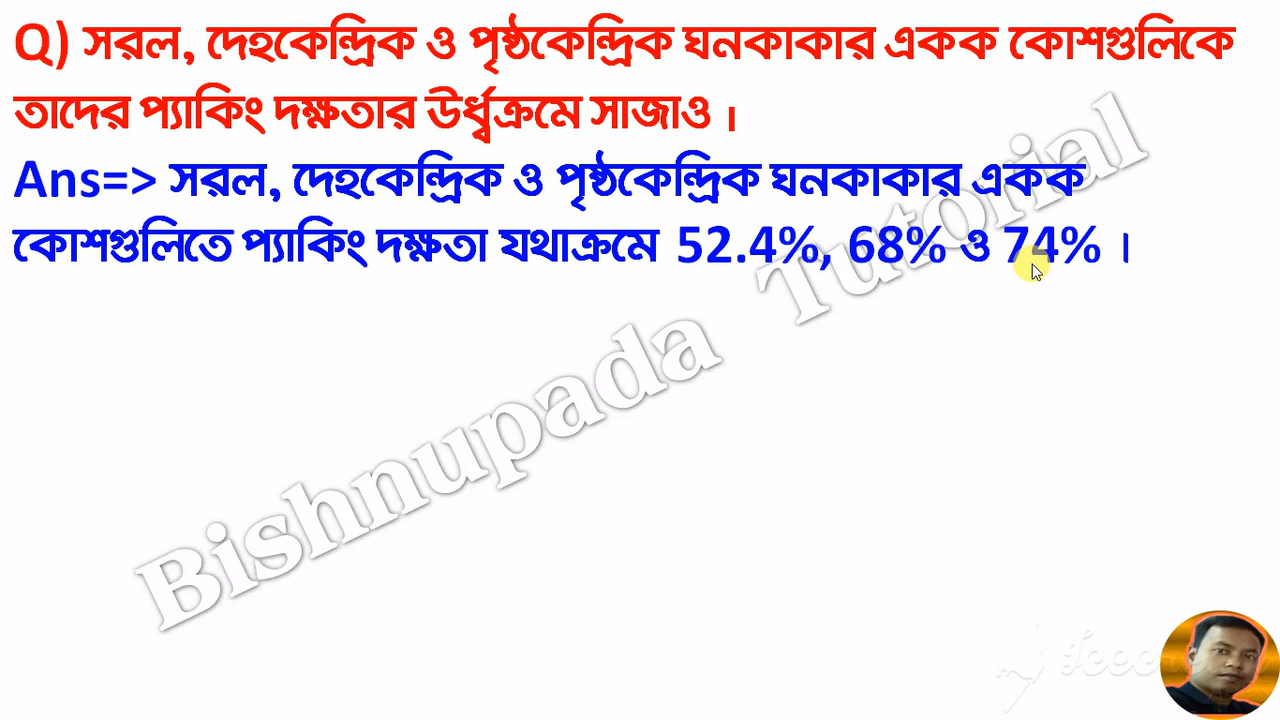 Q) সরল, দেহকেন্দ্রিক ও পৃষ্ঠকেন্দ্রিক ঘনকাকার একক কোশগুলিকে
তাদের প্যাকিং দক্ষতার উর্ধ্বক্রমে সাজাও ।
Ans=> সরল, দেহকেন্দ্রিক ও পৃষ্ঠকেন্দ্রিক ঘনকাকার একক
কোশগুলিতে প্যাকিং দক্ষতা যথাক্রমে 52.4%, 68% ও 74% ।
Bishnupada Tutorial